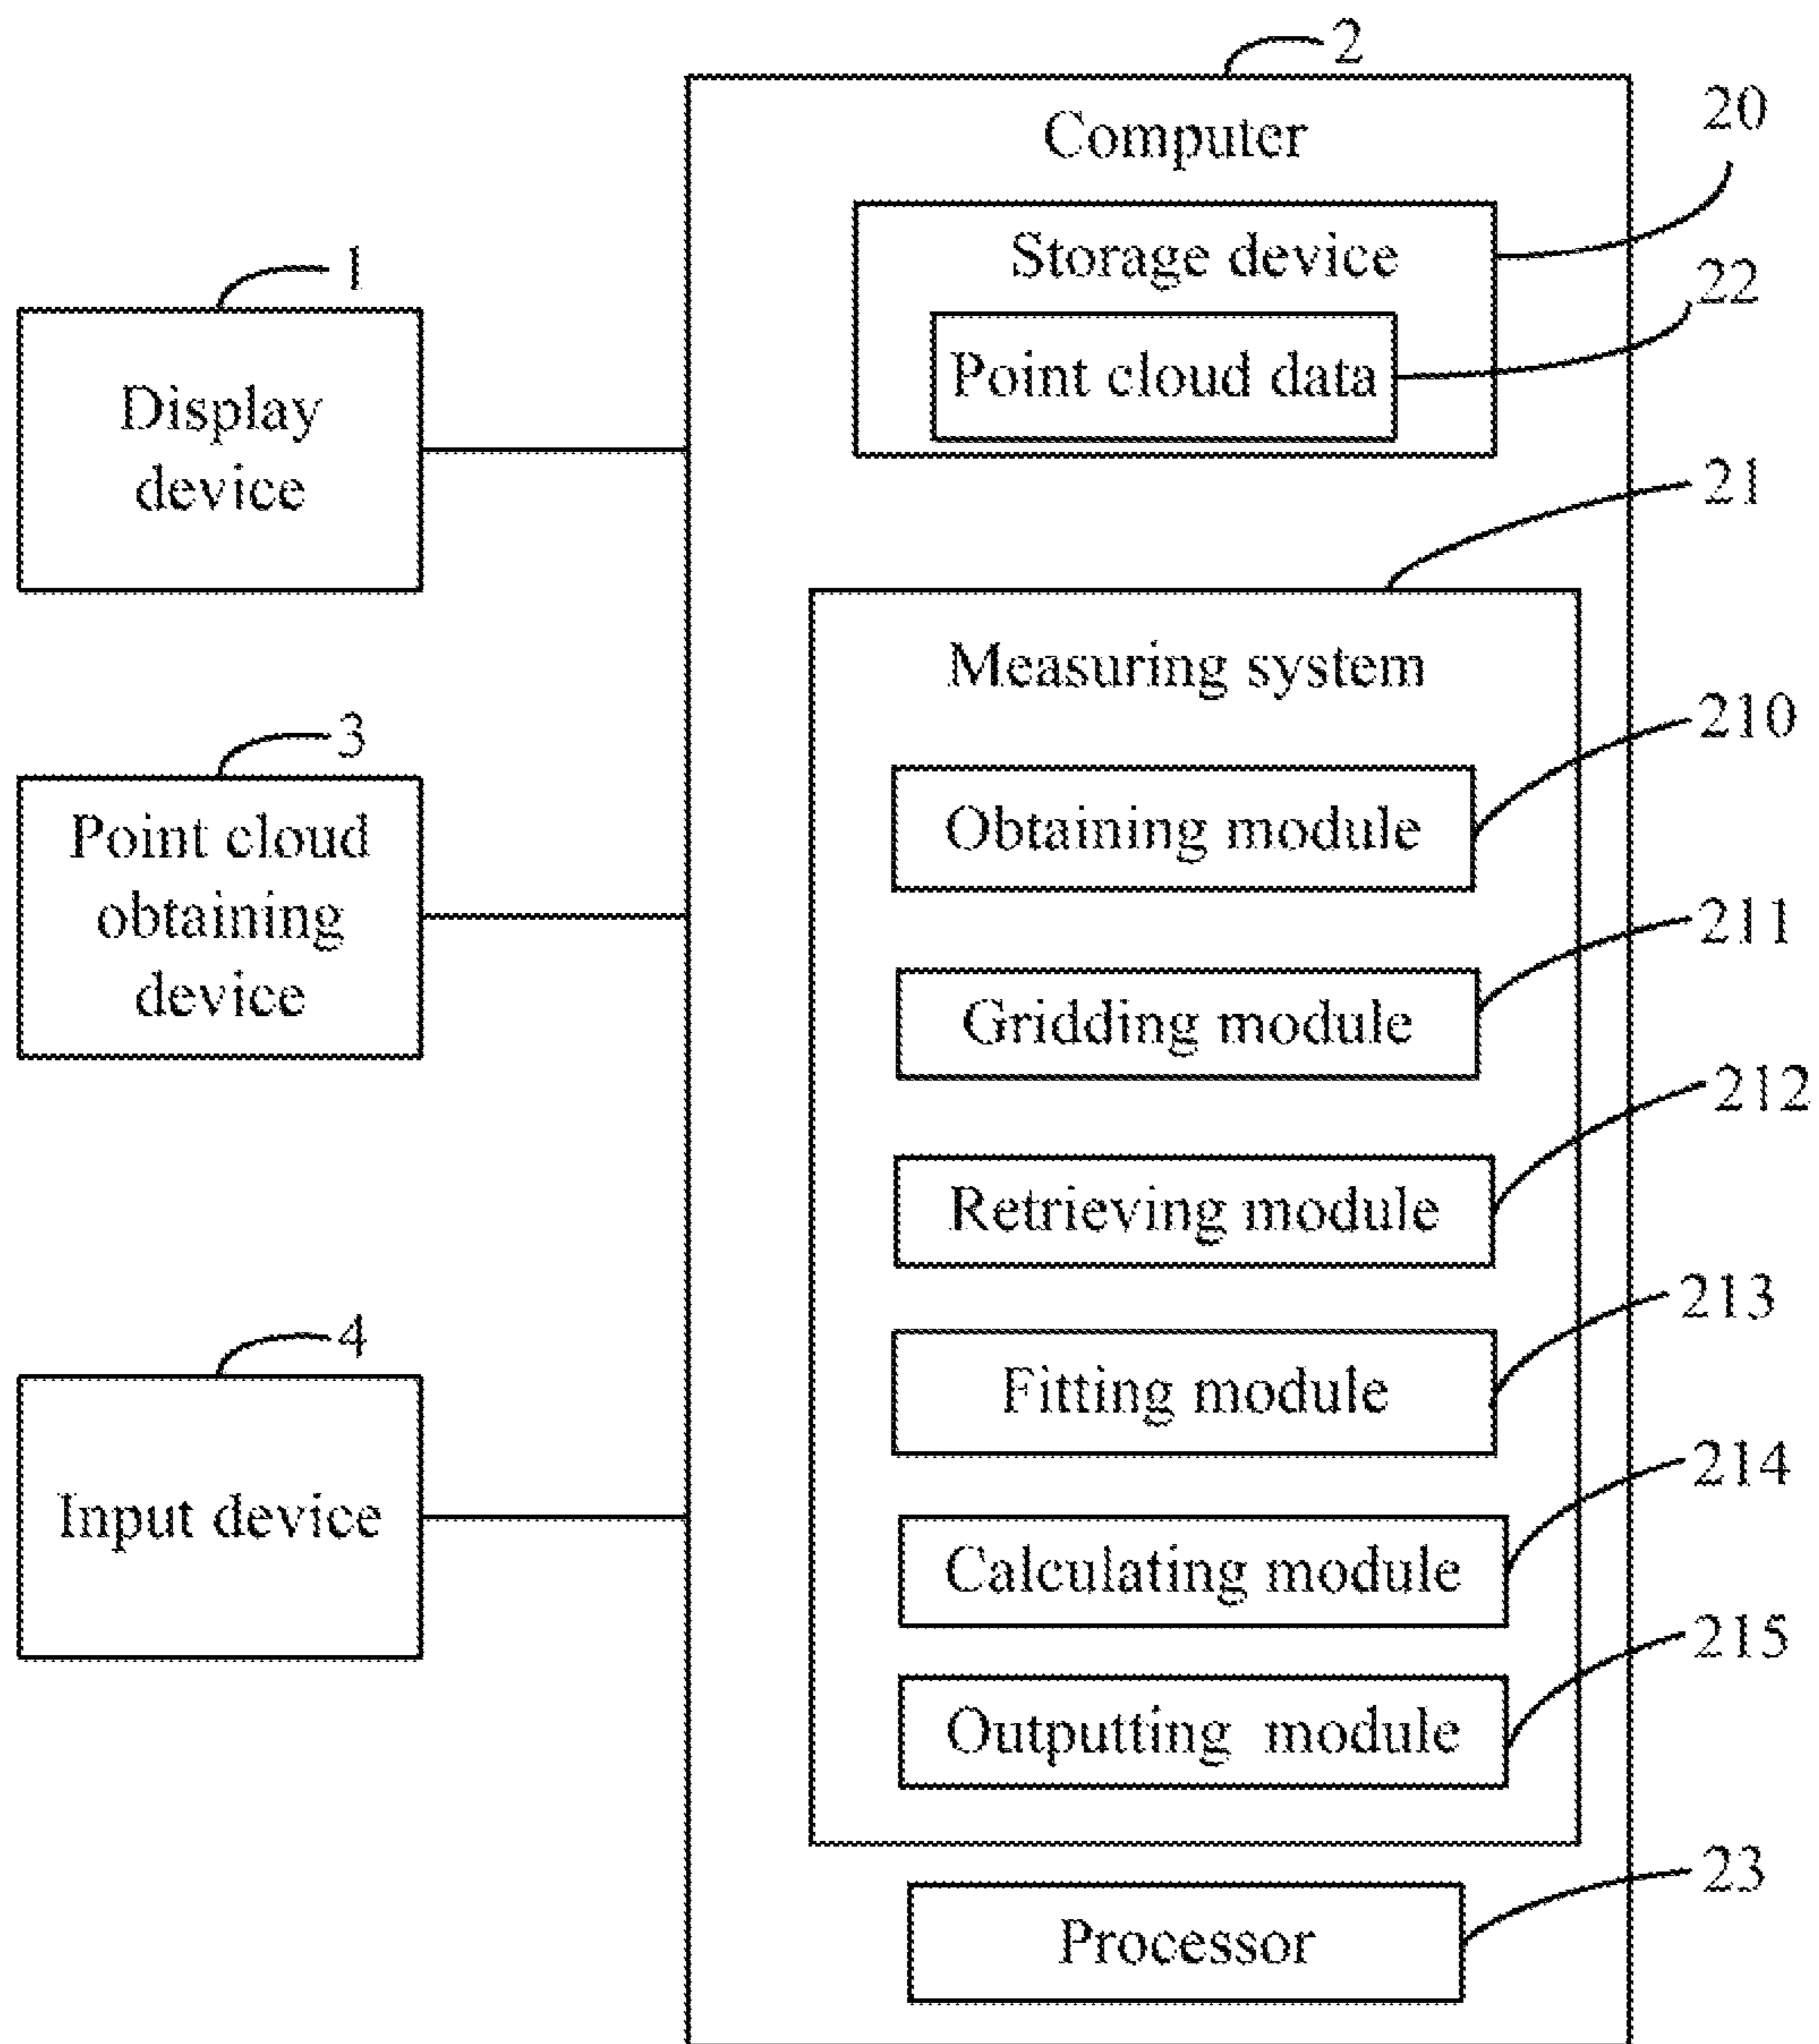 2
Computer
20
Storage device
22
Point cloud data
1
Display
device
21
Measuring system
210
Obtaining module
3
Point cloud
obtaining
device
211
Gridding module
212
Retrieving module
213
Fitting module
4
Input device
214
Calculating module
215
Outputting module
23
Processor